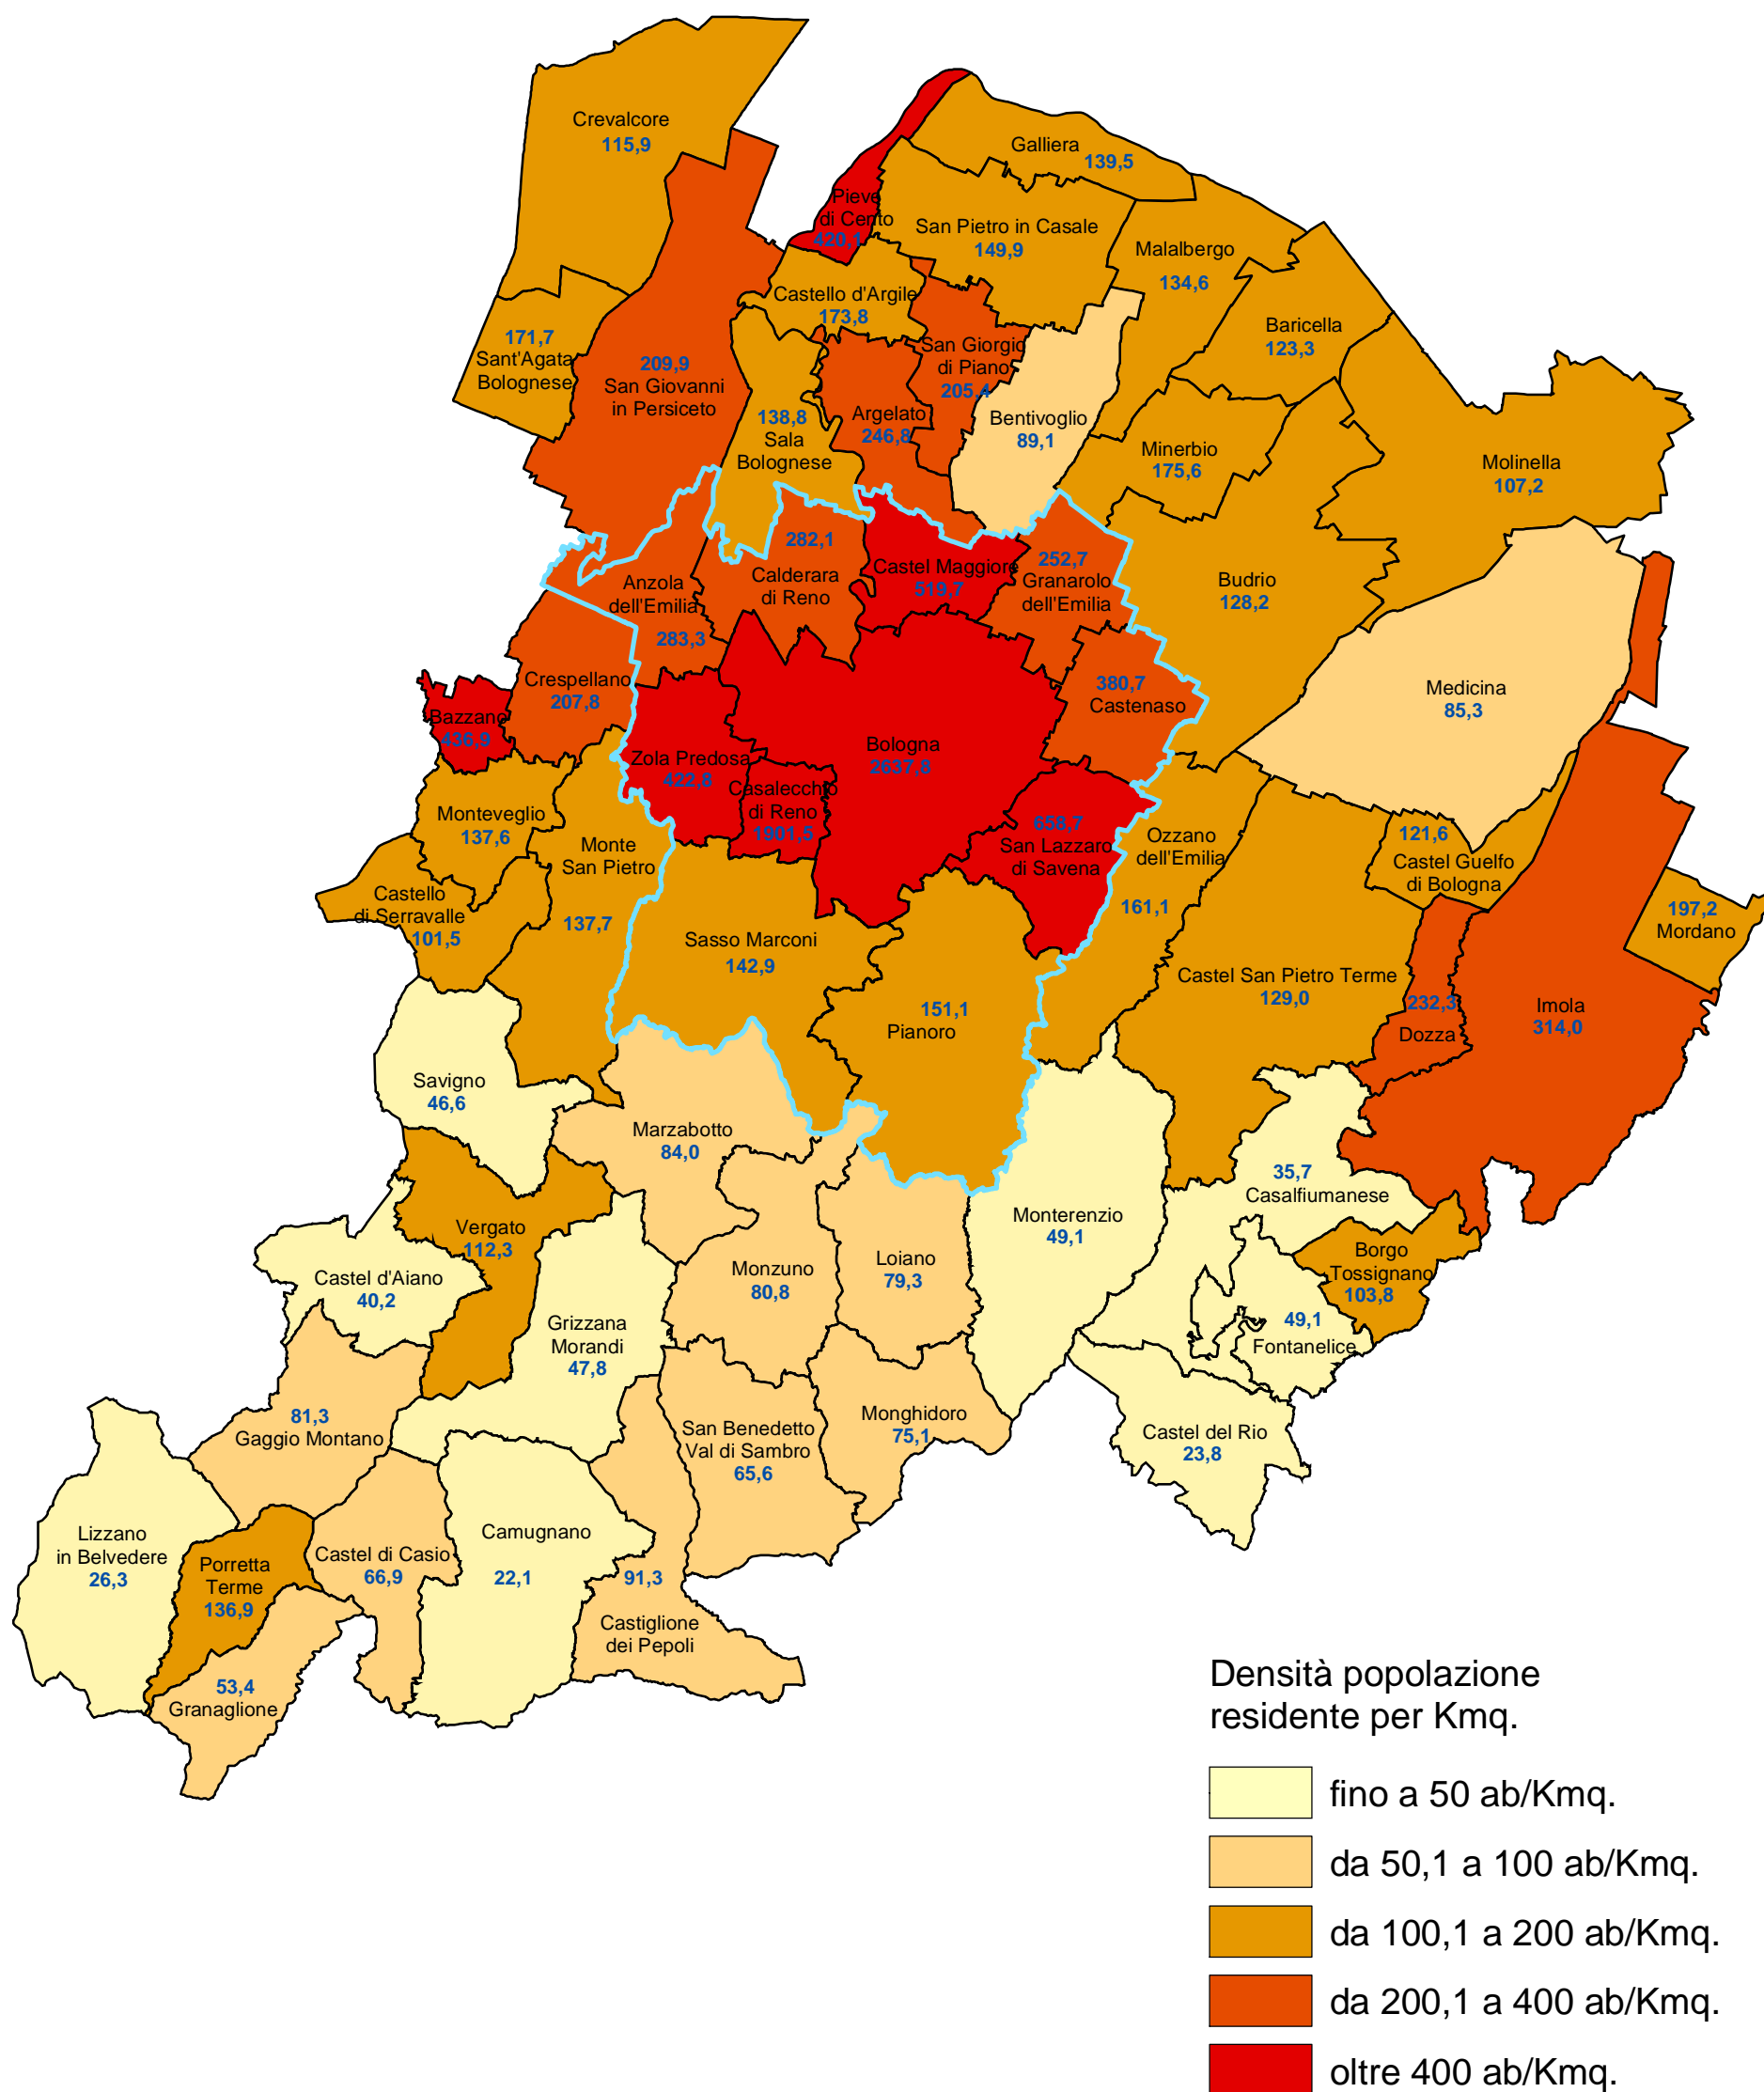 Crevalcore
115,9
Galliera
139,5
Pieve
di Cento
420,1
San Pietro in Casale
149,9
Malalbergo
134,6
Castello d'Argile
173,8
Baricella
123,3
171,7
Sant'Agata
Bolognese
209,9
San Giovanni
in Persiceto
San Giorgio
di Piano
205,4
138,8
Sala
Bolognese
Argelato
246,8
Bentivoglio
89,1
Minerbio
175,6
Molinella
107,2
282,1
Calderara
di Reno
Castel Maggiore
519,7
252,7
Granarolo
dell'Emilia
Budrio
128,2
Anzola
dell'Emilia
283,3
Crespellano
207,8
Bazzano
436,9
380,7
Castenaso
Medicina
85,3
Zola Predosa
422,8
Bologna
2637,8
Casalecchio
di Reno
1901,5
Monteveglio
137,6
Monte
San Pietro
137,7
658,7
San Lazzaro
di Savena
Ozzano
dell'Emilia
161,1
121,6
Castel Guelfo
di Bologna
Castello
di Serravalle
101,5
197,2
Mordano
Sasso Marconi
142,9
Castel San Pietro Terme
129,0
151,1
Pianoro
232,3
Dozza
Imola
314,0
Savigno
46,6
Marzabotto
84,0
35,7
Casalfiumanese
Vergato
112,3
Monterenzio
49,1
Castel d'Aiano
40,2
Monzuno
80,8
Loiano
79,3
Borgo
Tossignano
103,8
Grizzana
Morandi
47,8
49,1
Fontanelice
81,3
Gaggio Montano
San Benedetto
Val di Sambro
65,6
Monghidoro
75,1
Castel del Rio
23,8
Lizzano
in Belvedere
26,3
Porretta
Terme
136,9
Castel di Casio
66,9
Camugnano
22,1
91,3
Castiglione
dei Pepoli
53,4
Granaglione
Densità popolazione
residente per Kmq.
fino a 50 ab/Kmq.
da 50,1 a 100 ab/Kmq.
da 100,1 a 200 ab/Kmq.
da 200,1 a 400 ab/Kmq.
oltre 400 ab/Kmq.